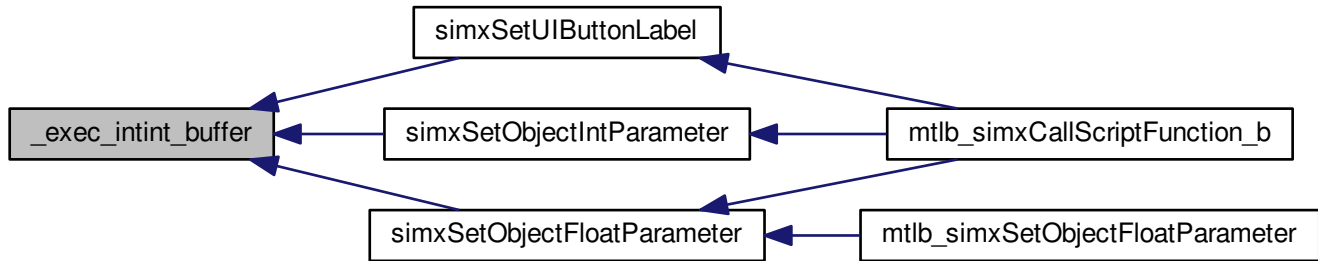 simxSetUIButtonLabel
_exec_intint_buffer
simxSetObjectIntParameter
mtlb_simxCallScriptFunction_b
simxSetObjectFloatParameter
mtlb_simxSetObjectFloatParameter